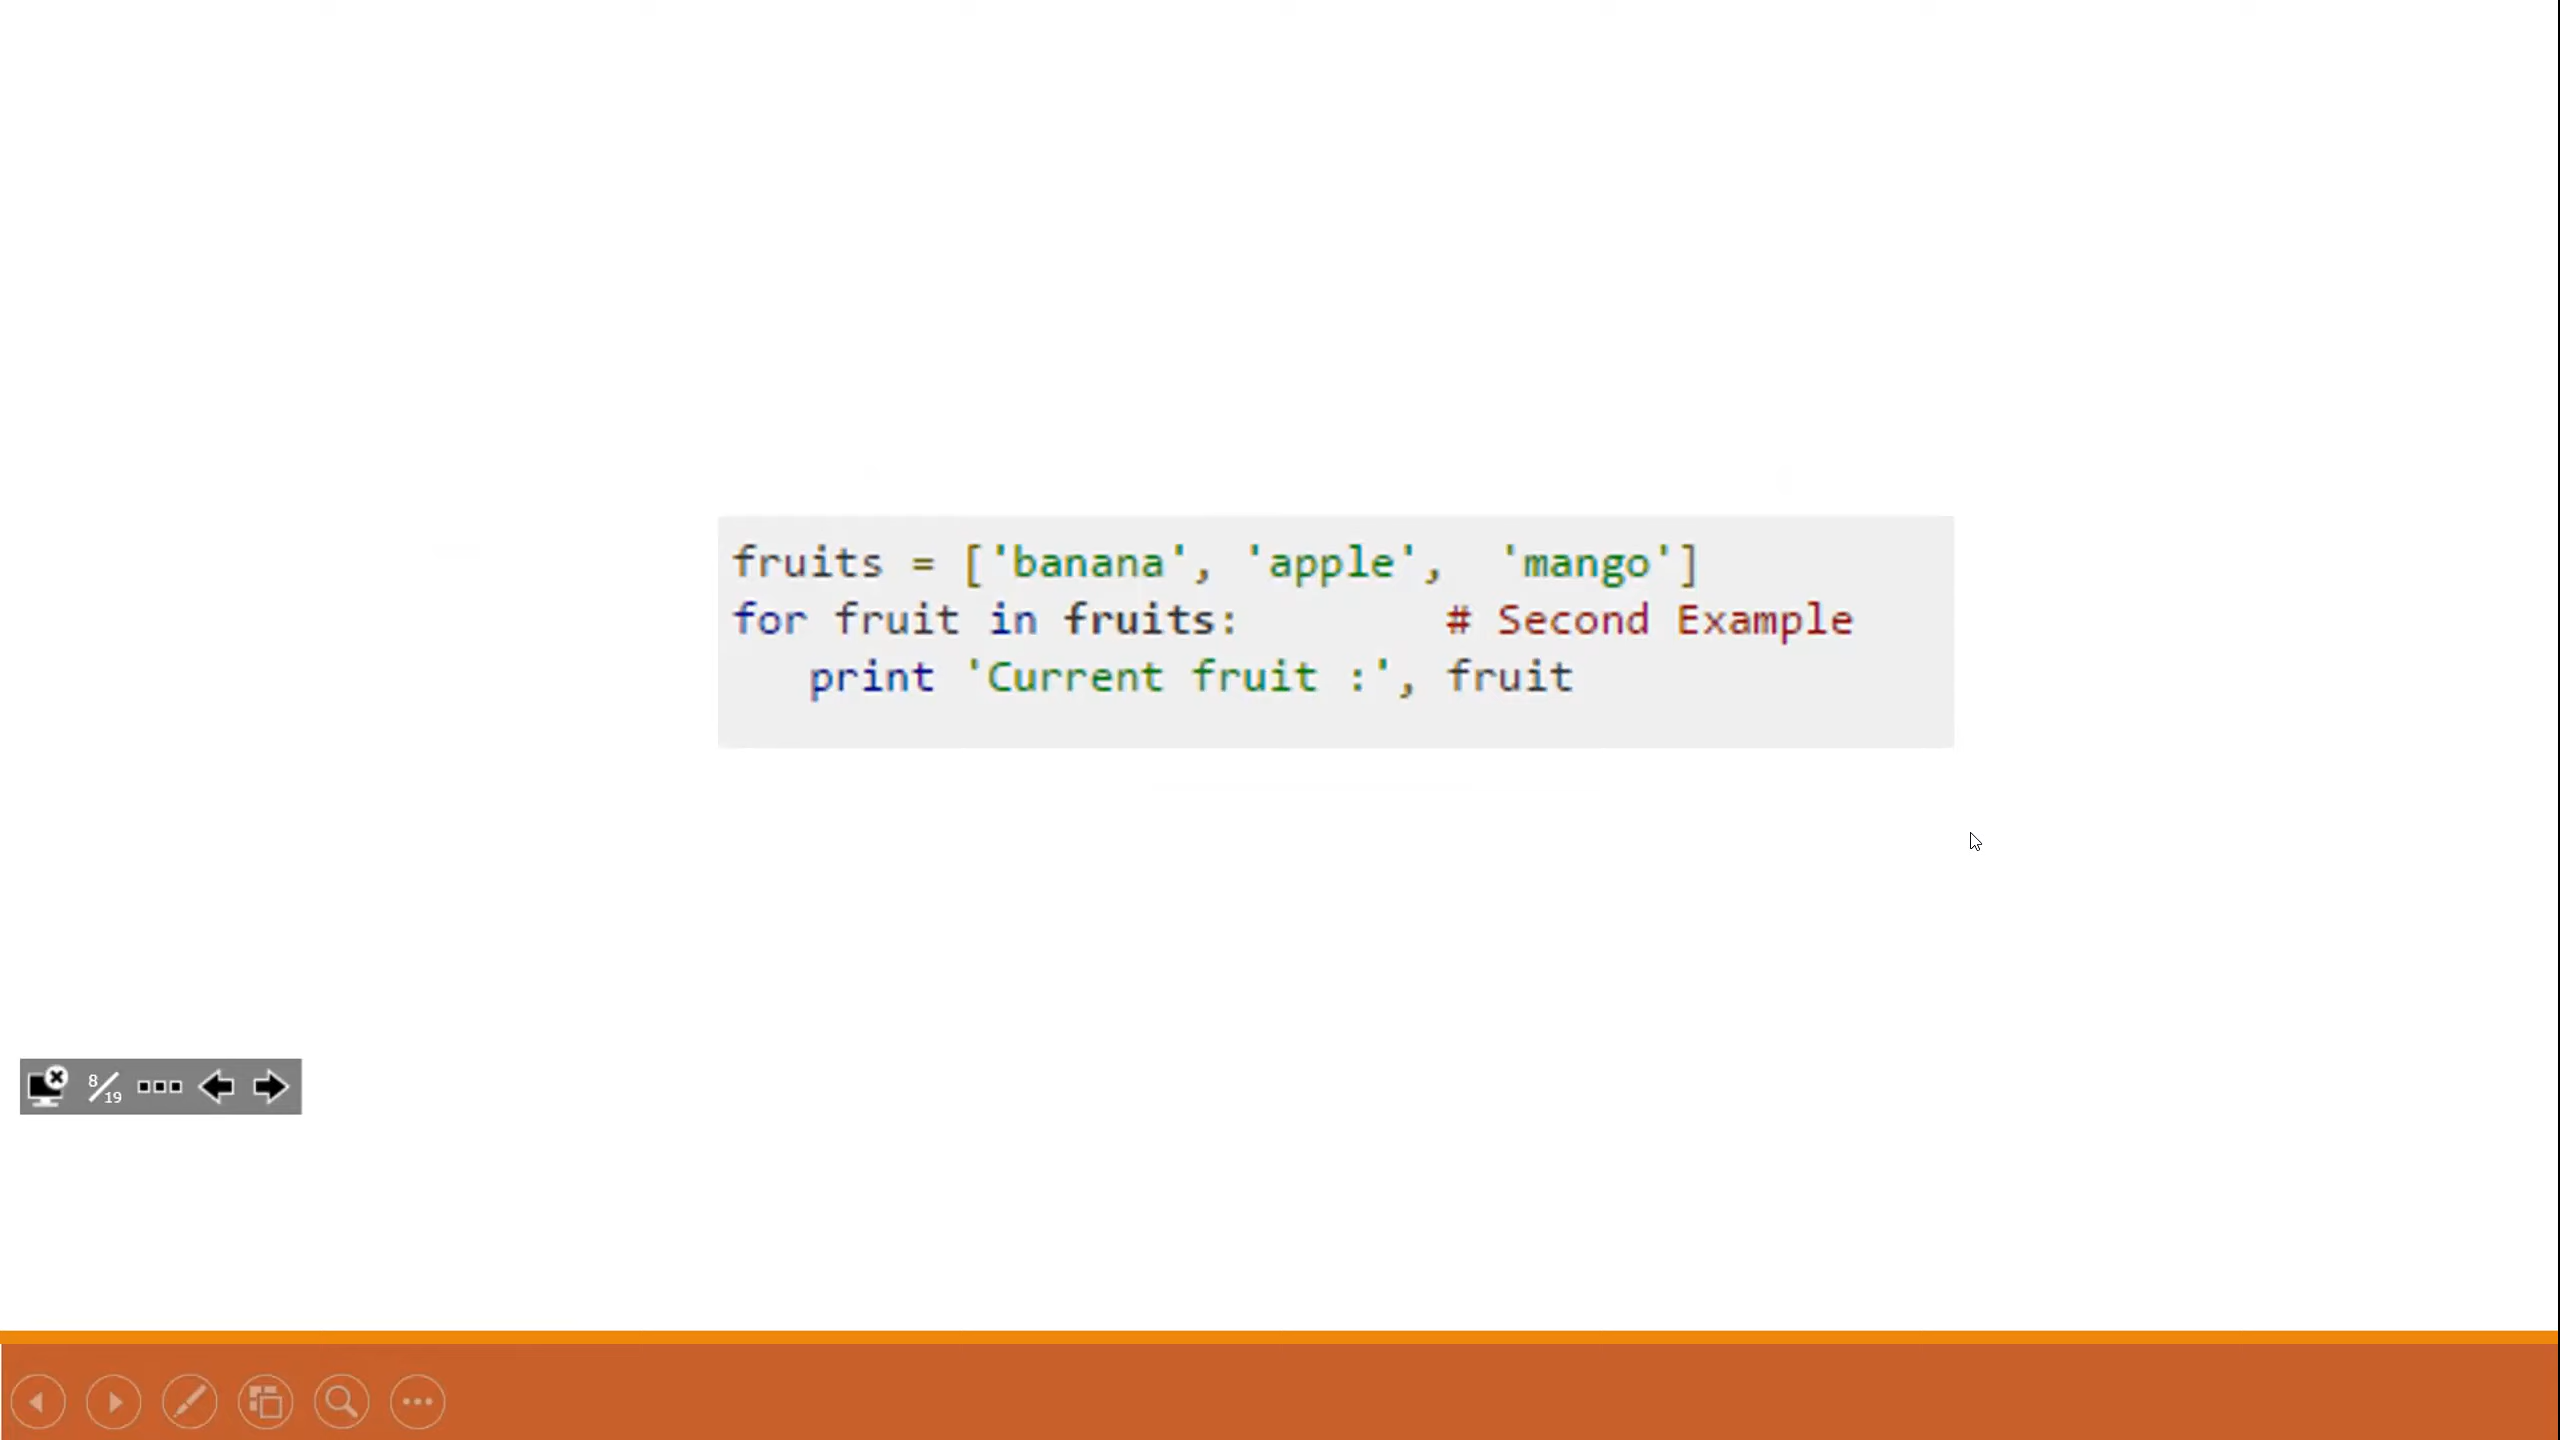 fruits = ['banana', 'apple',  'mango']
for fruit in fruits:        # Second Example
   print 'Current fruit :', fruit
8/19